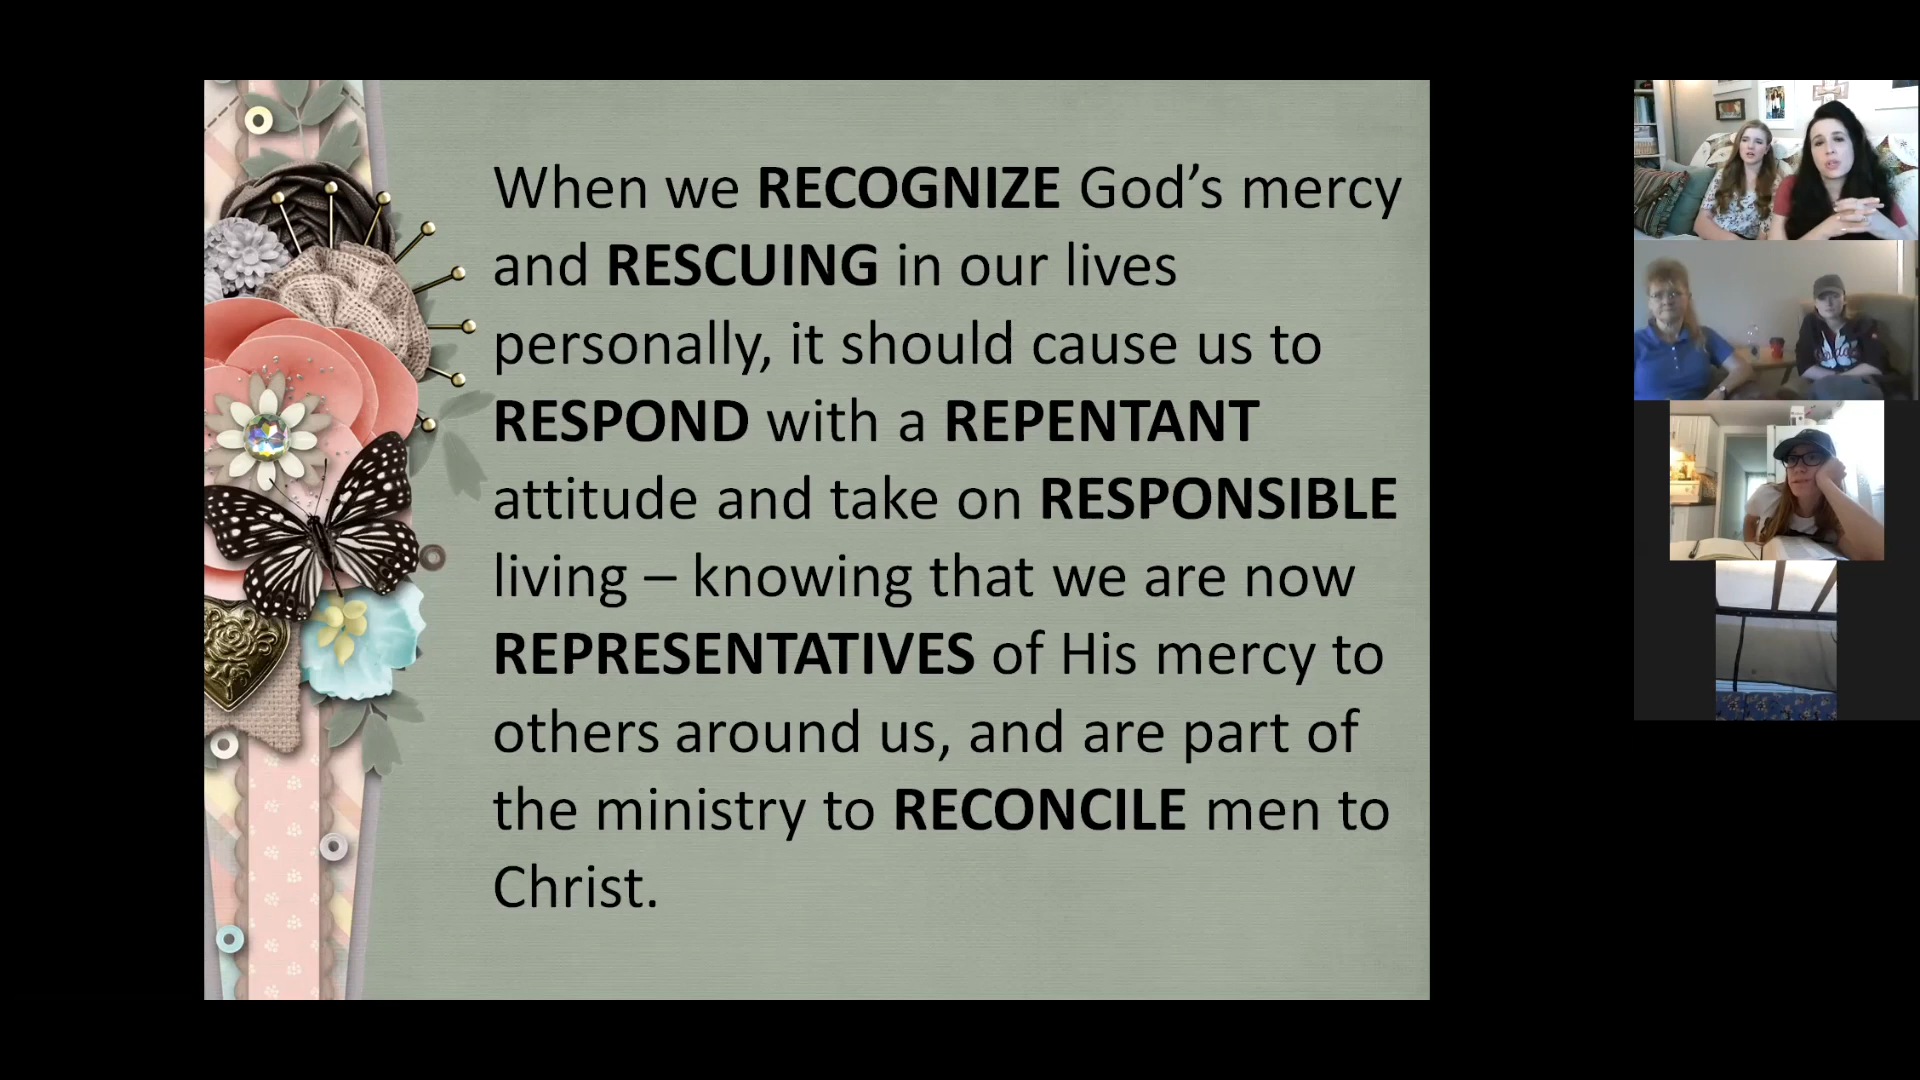 When we RECOGNIZE God’s mercy
and RESCUING in our lives
personally, it should cause us to
RESPOND with a REPENTANT
attitude and take on RESPONSIBLE
living – knowing that we are now
REPRESENTATIVES of His mercy to
others around us, and are part of
the ministry to RECONCILE men to
Christ.